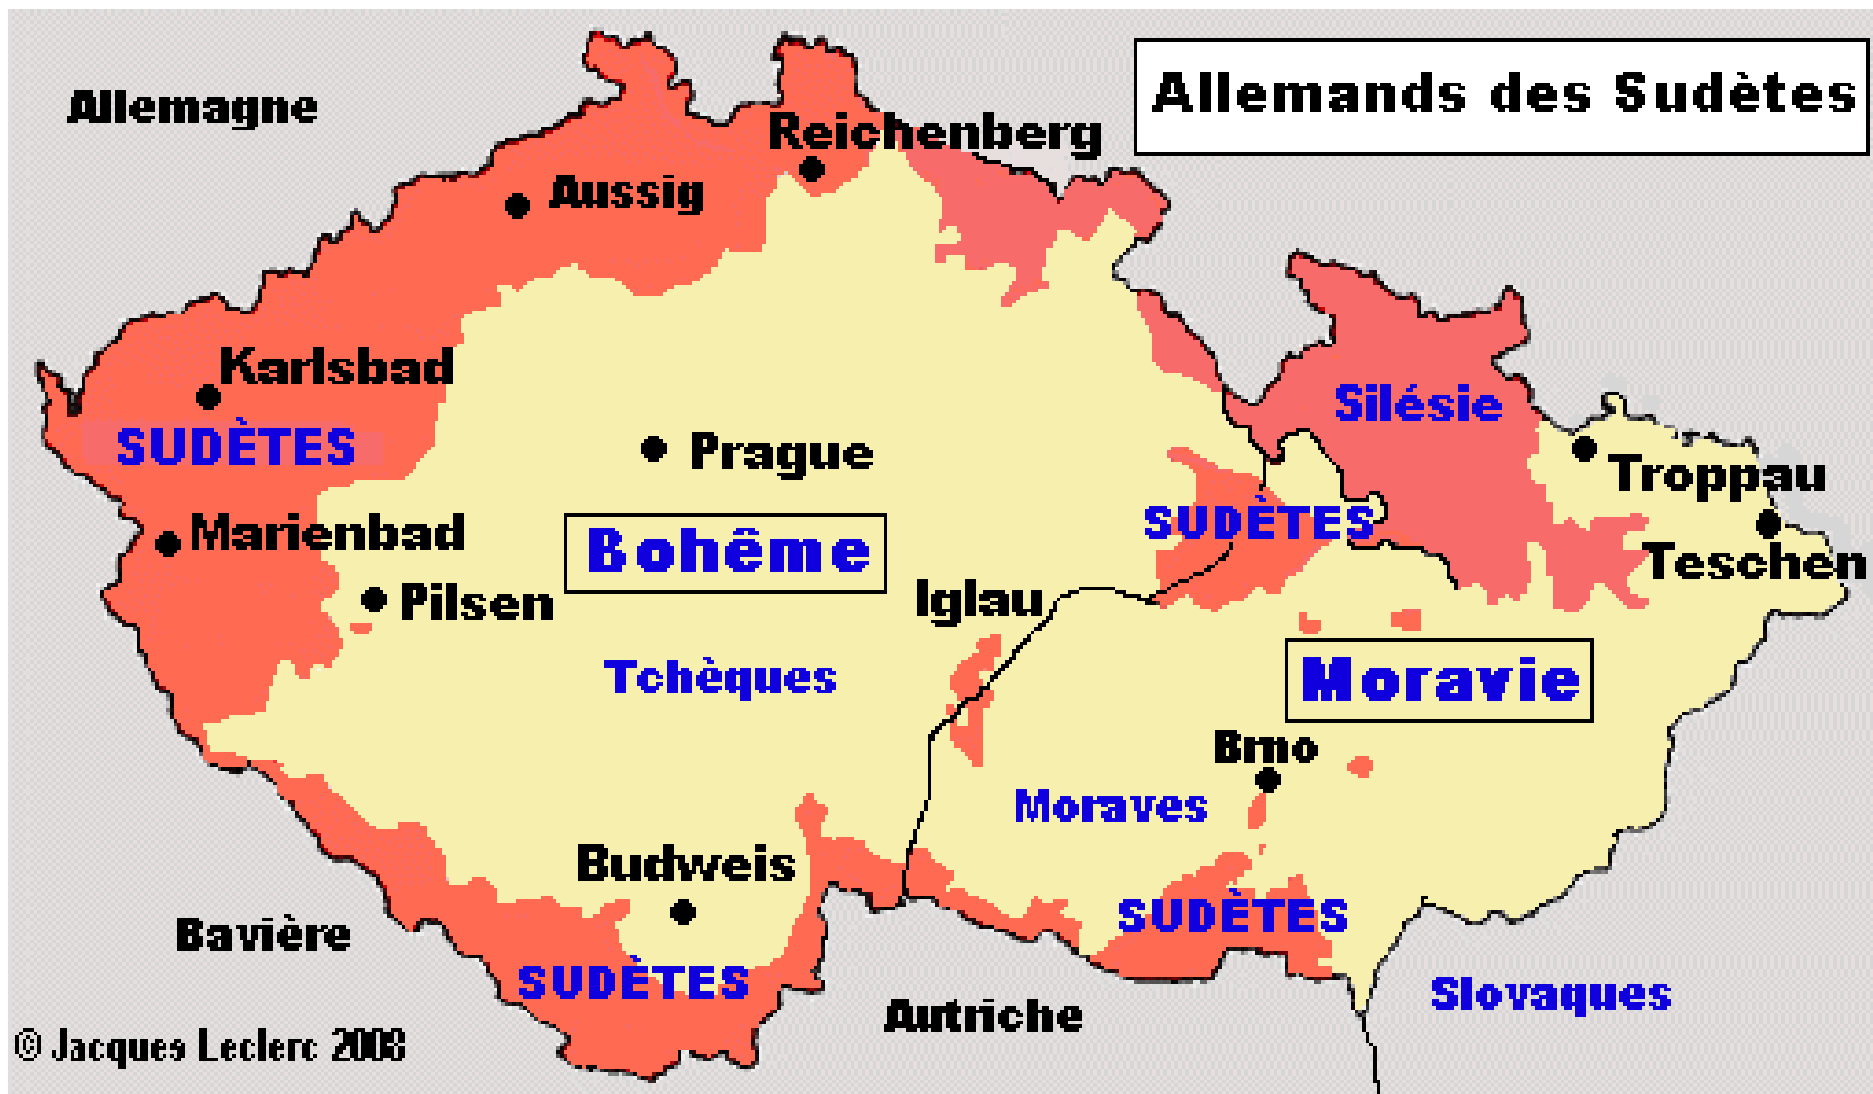 Allemands des Sudètes
Allemagne
Reichenberg
Aussig
Karlsbad
SUDÈTES
Silésie
Prague
Troppau
Marienbad
Bohême
SUDÈTES
Teschen
Pilsen
Iglau
Tchèques
Moravie
Brno
Moraves
Budweis
SUDÈTES
Bavière
SUDÈTES
Slovaques
Autriche
© Jacques Leclerc 2008